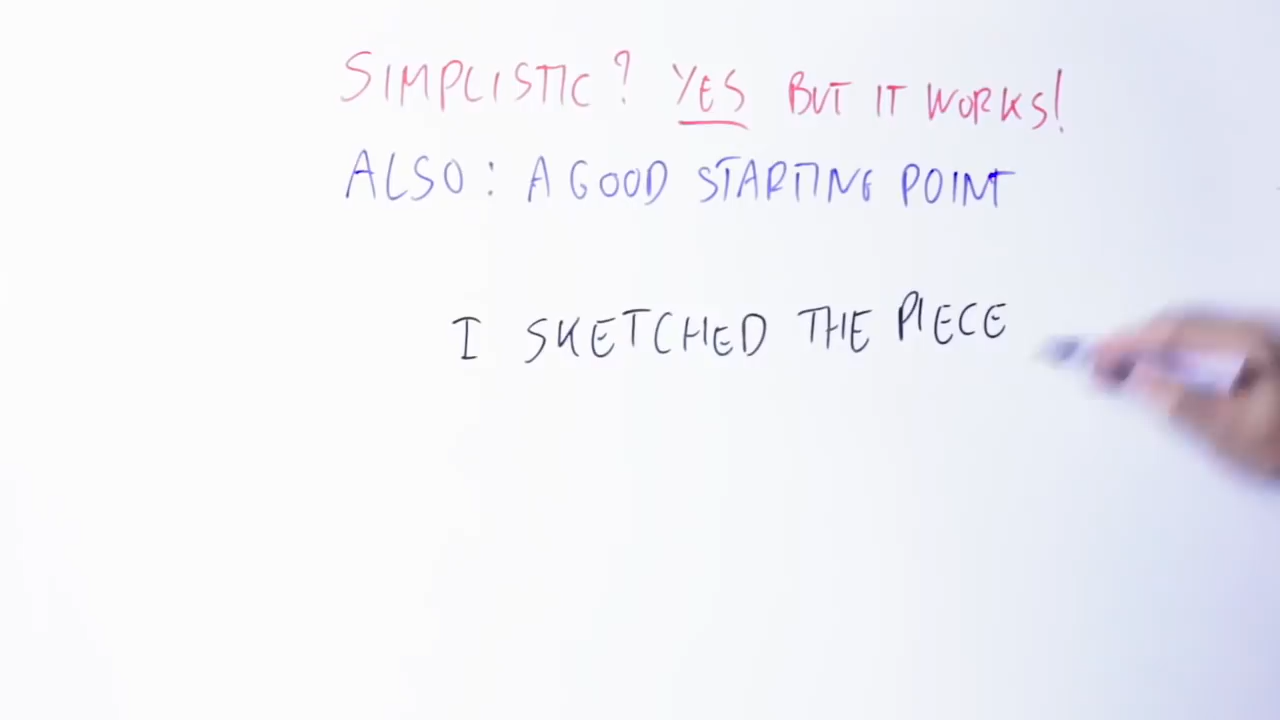 SIMPLISTIC? YES BUT IT WORKS!
ALSO: A GOOD STARTING POINT
I SKETCHED THE PIECE